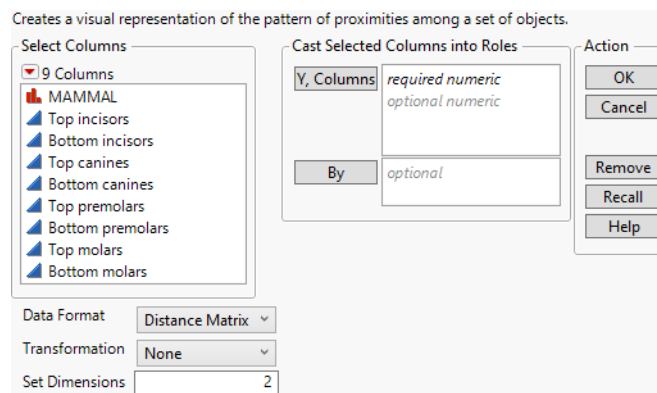 Creates a visual representation of the pattern of proximities among a set of objects.
Select Columns
9 Columns
MAMMAL
Top incisors
Bottom incisors
Top canines
Bottom canines
Top premolars
Bottom premolars
Top molars
Bottom molars
Data Format Distance Matrix
Transformation None
Set Dimensions 2
Cast Selected Columns into Roles
Y, Columns required numeric
optional numeric
By optional
Action
OK
Cancel
Remove
Recall
Help